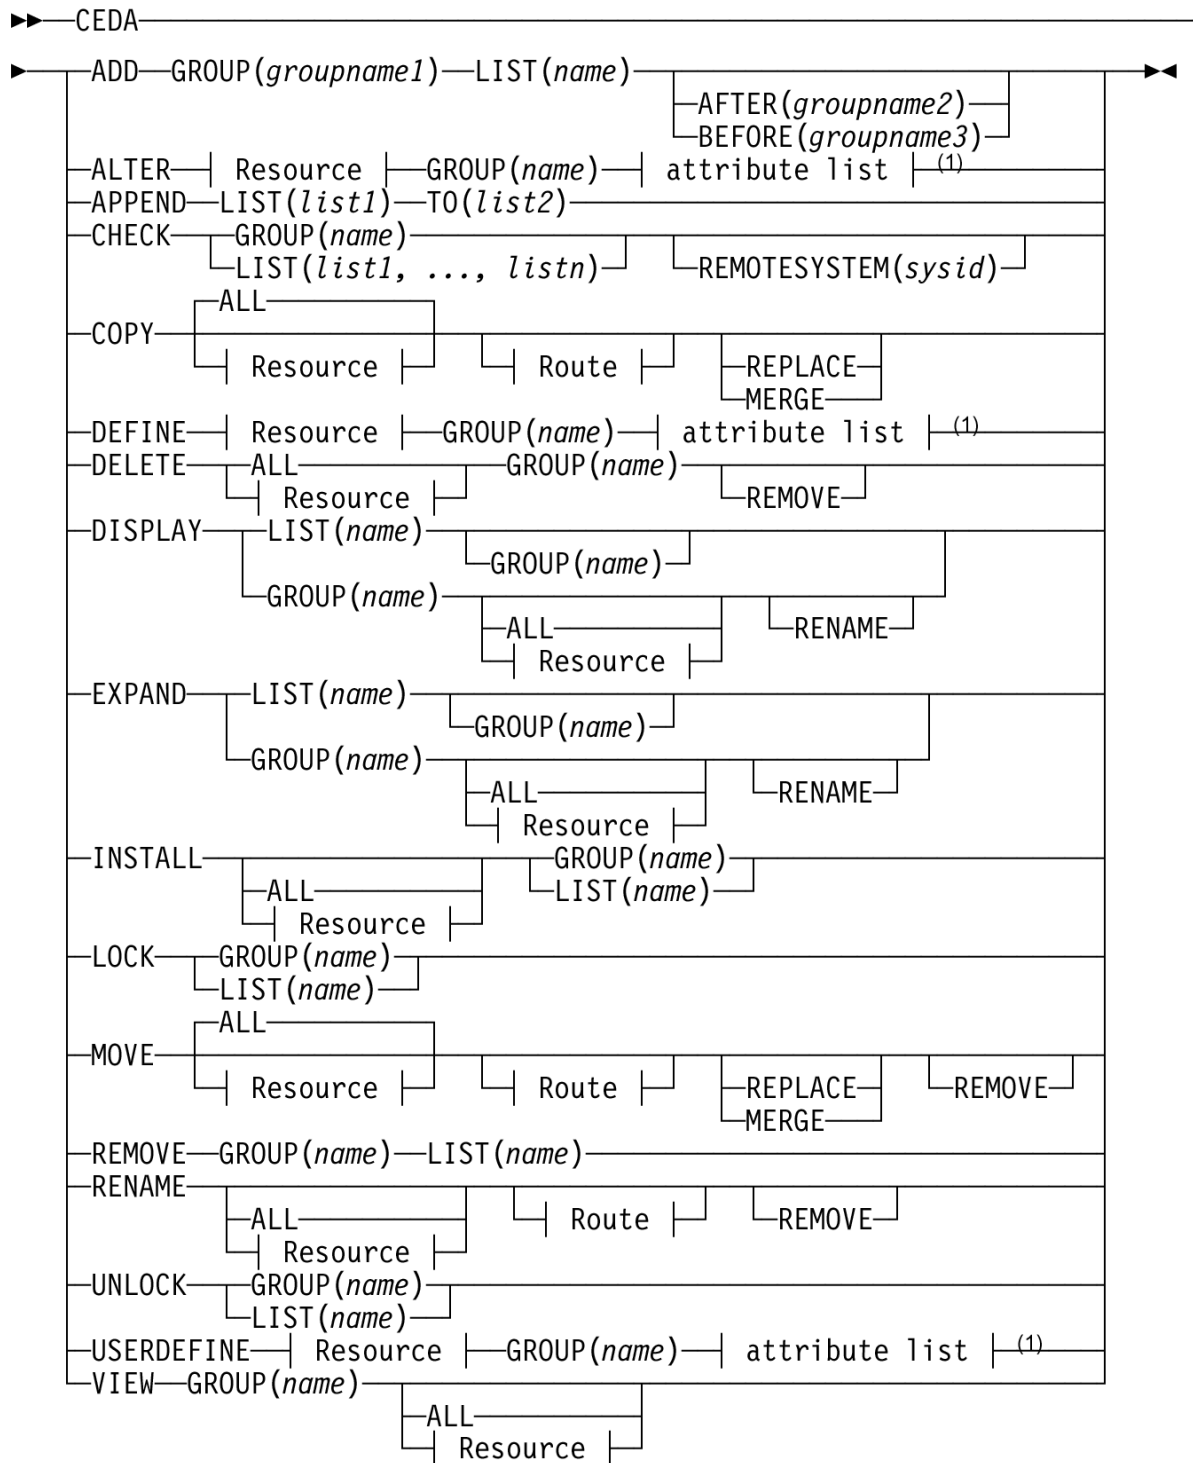 CEDA
ADD GROUP(groupname1) LIST(name)
AFTER(groupname2)
BEFORE(groupname3)
ALTER Resource GROUP(name) attribute list (1)
APPEND LIST(list1) TO(list2)
CHECK GROUP(name)
LIST(list1, ..., listn) REMOTESYSTEM(sysid)
ALL
COPY
Resource Route REPLACE
MERGE
DEFINE Resource GROUP(name) attribute list (1)
DELETE ALL GROUP(name)
Resource REMOVE
DISPLAY LIST(name)
GROUP(name)
GROUP(name)
ALL RENAME
Resource
EXPAND LIST(name)
GROUP(name)
GROUP(name)
ALL RENAME
Resource
INSTALL GROUP(name)
ALL LIST(name)
Resource
LOCK GROUP(name)
LIST(name)
ALL
MOVE
Resource Route REPLACE REMOVE
MERGE
REMOVE GROUP(name) LIST(name)
RENAME
ALL Route REMOVE
Resource
UNLOCK GROUP(name)
LIST(name)
USERDEFINE Resource GROUP(name) attribute list (1)
VIEW GROUP(name)
ALL
Resource